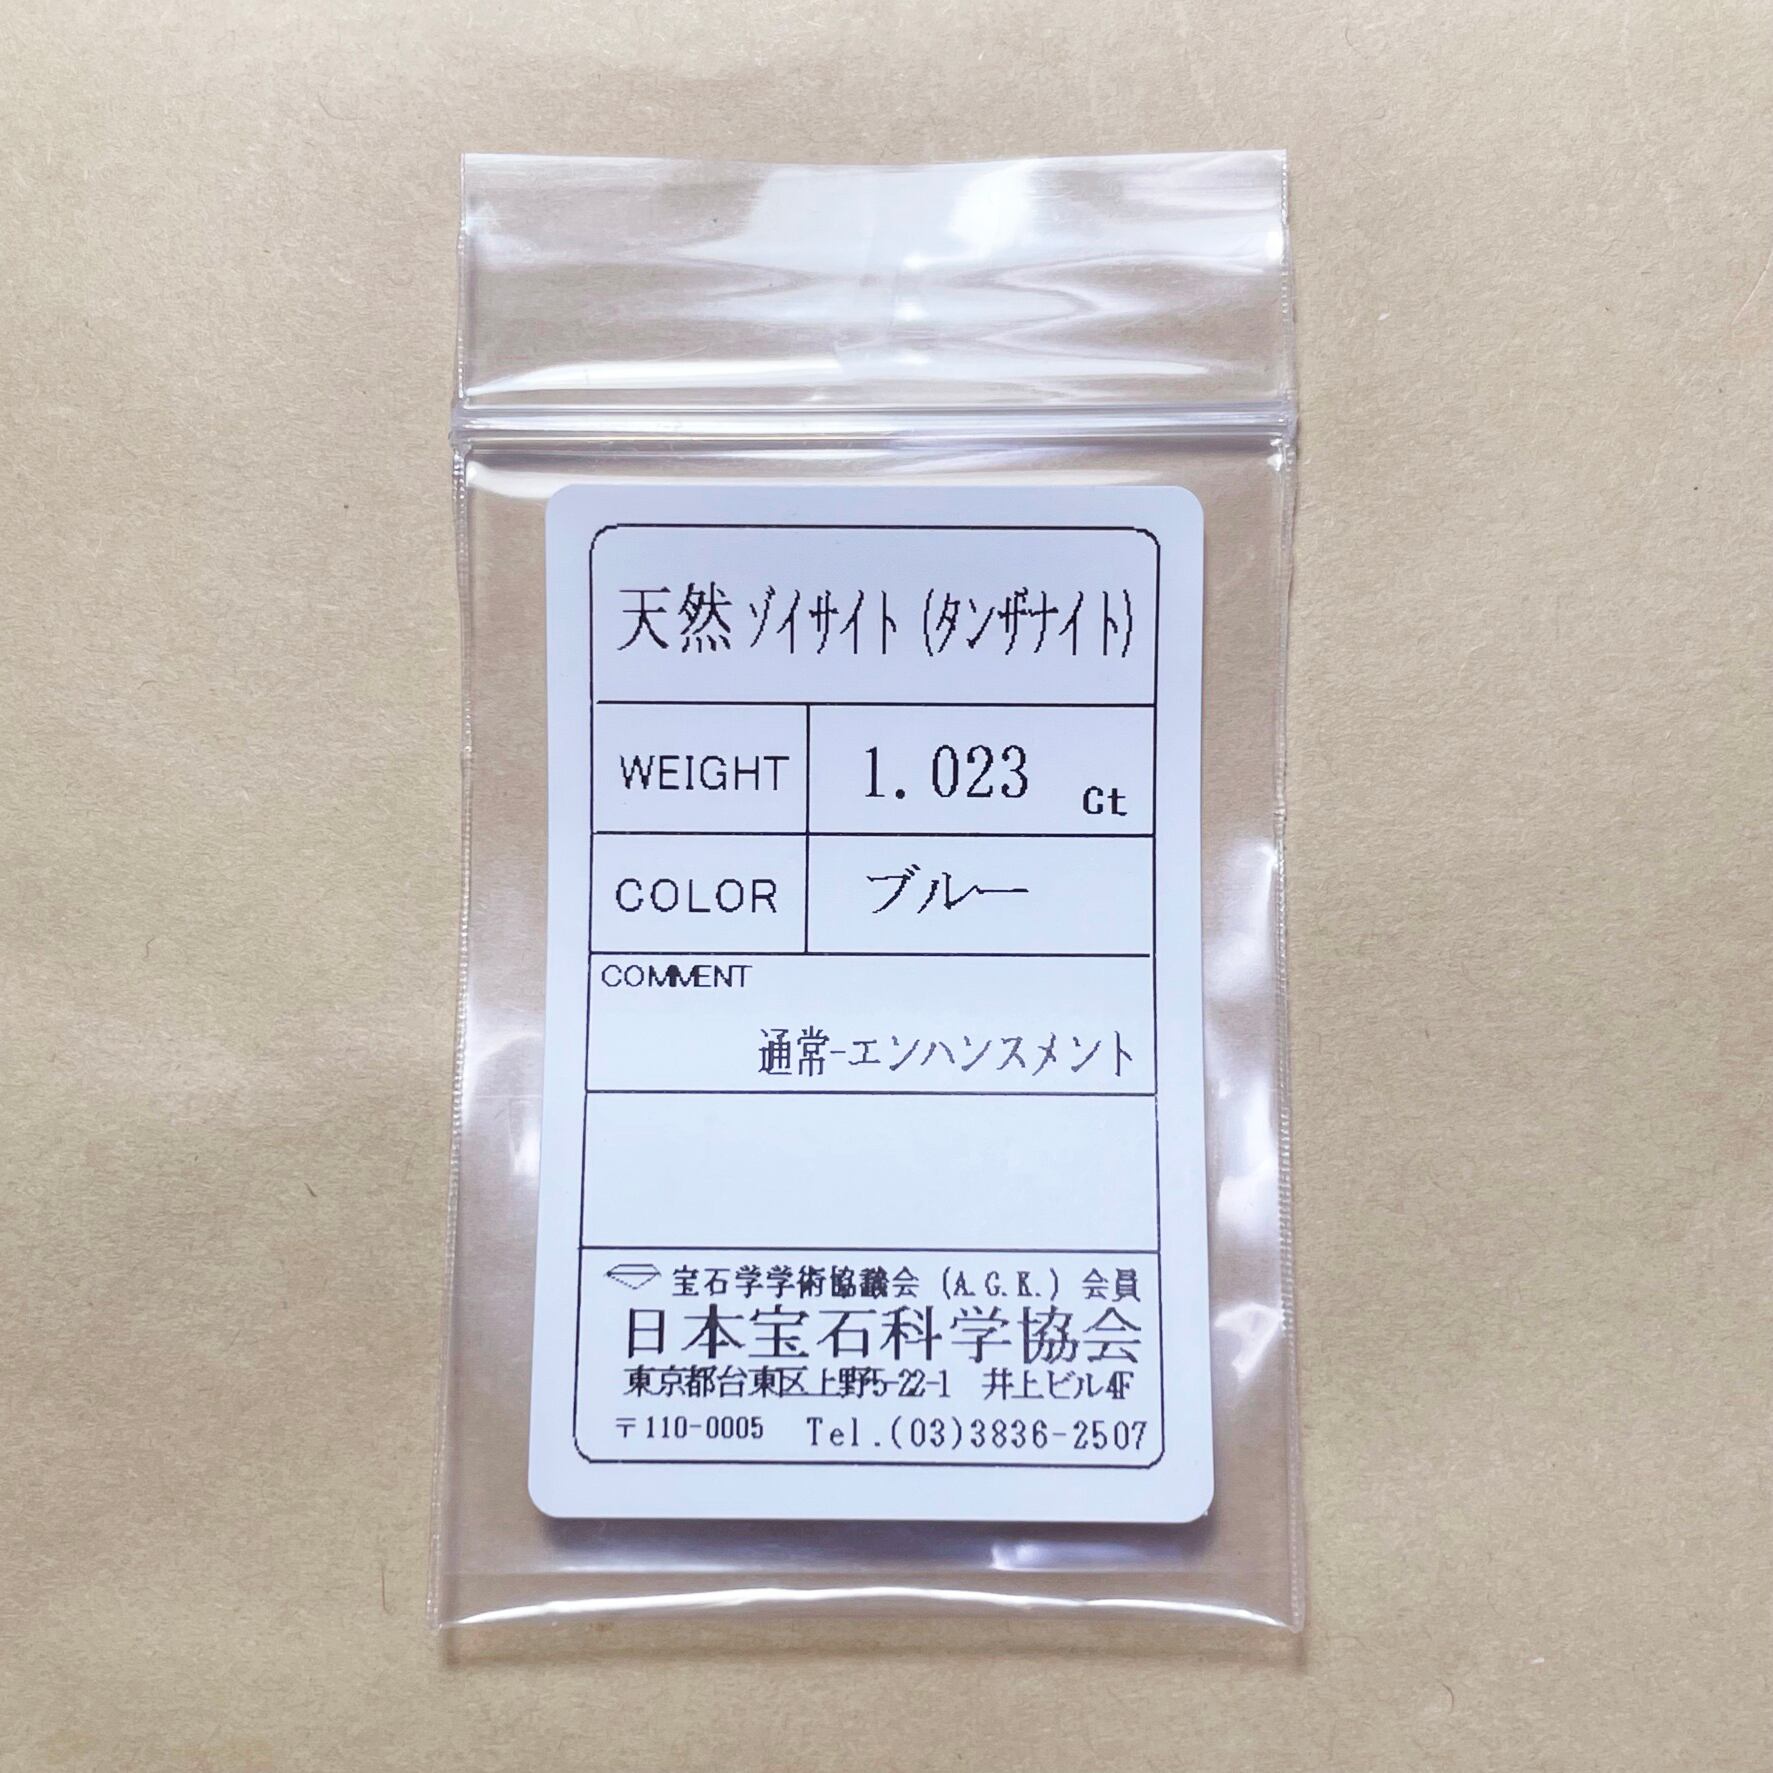 天然ゾイサイト(タンザナイト)
WEIGHT 1.023 Ct
COLOR ブルー
COMMENT
通常-エンハンスメント
宝石学学術協議会 (A.G.K.) 会員
日本宝石科学協会
東京都台東区上野5-22-1 井上ビル4F
〒110-0005 Tel.(03)3836-2507